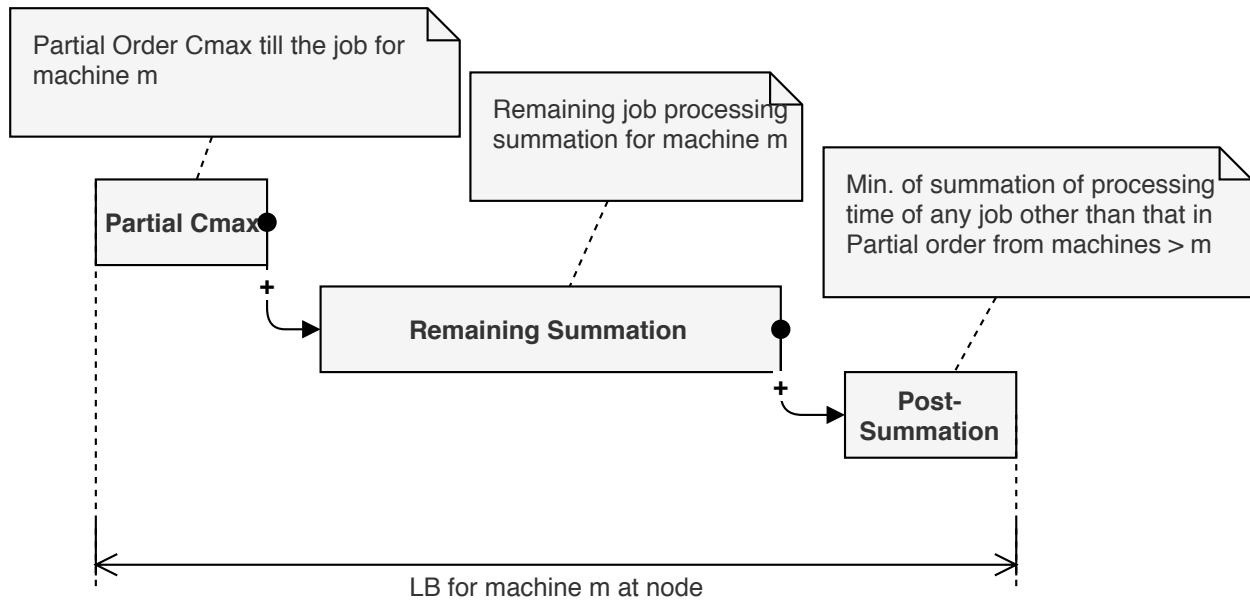 Partial Order Cmax till the job for
machine m
Remaining job processing
summation for machine m
Min. of summation of processing
time of any job other than that in
Partial order from machines > m
Partial Cmax
+
Remaining Summation
+
Post-
Summation
LB for machine m at node